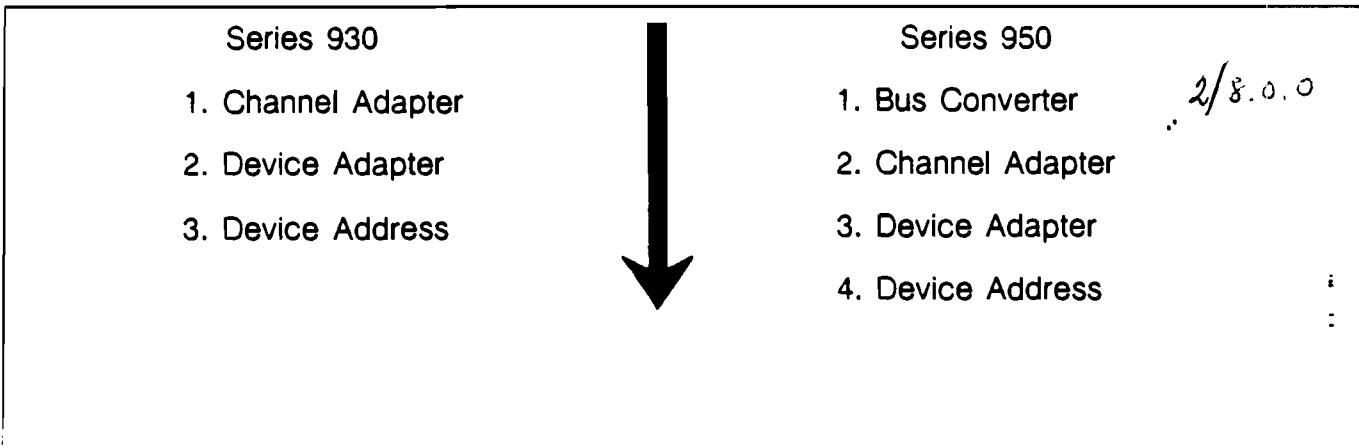 Series 930
1. Channel Adapter
2. Device Adapter
3. Device Address
Series 950
1. Bus Converter
2/8.0.0
2. Channel Adapter
3. Device Adapter
4. Device Address